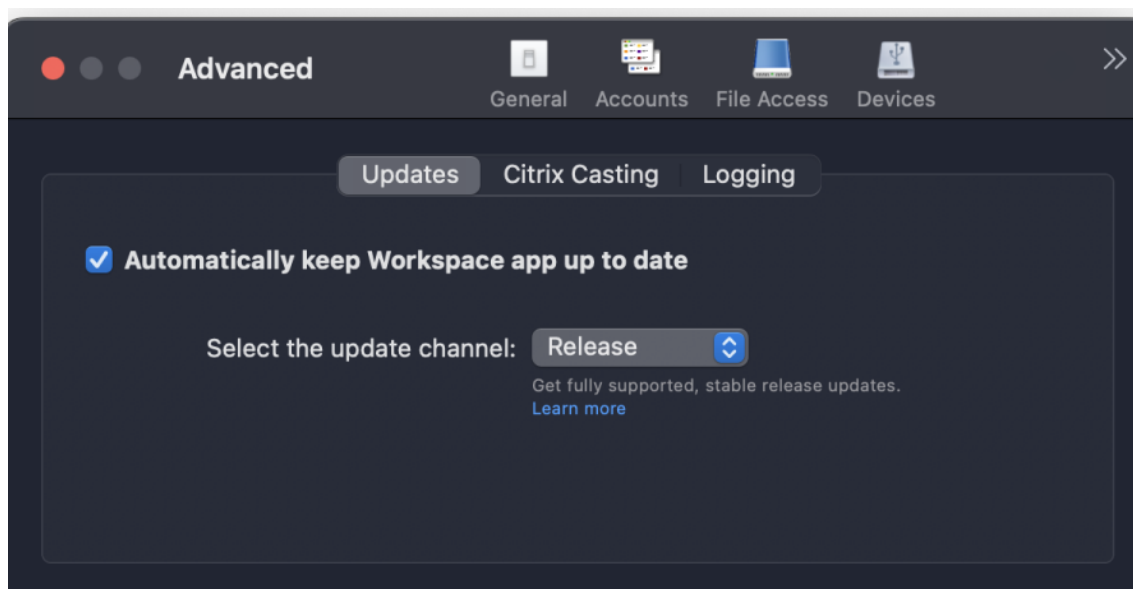 Advanced
General Accounts File Access Devices
Updates Citrix Casting Logging
Automatically keep Workspace app up to date
Select the update channel: Release
Get fully supported, stable release updates.
Learn more